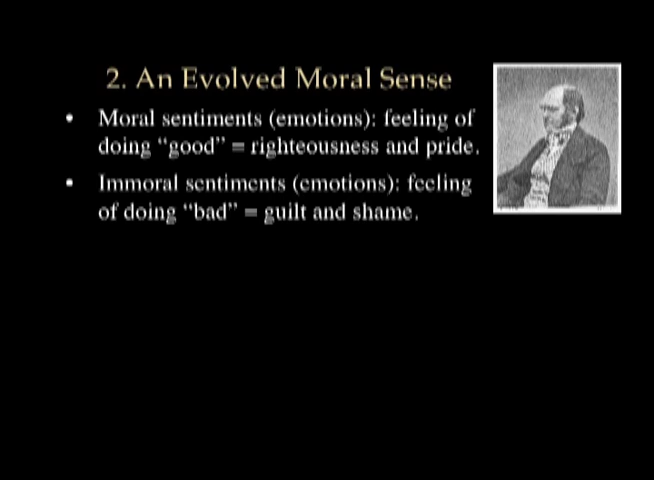 2. An Evolved Moral Sense
• Moral sentiments (emotions): feeling of
doing “good” = righteousness and pride.
• Immoral sentiments (emotions): feeling
of doing “bad” = guilt and shame.